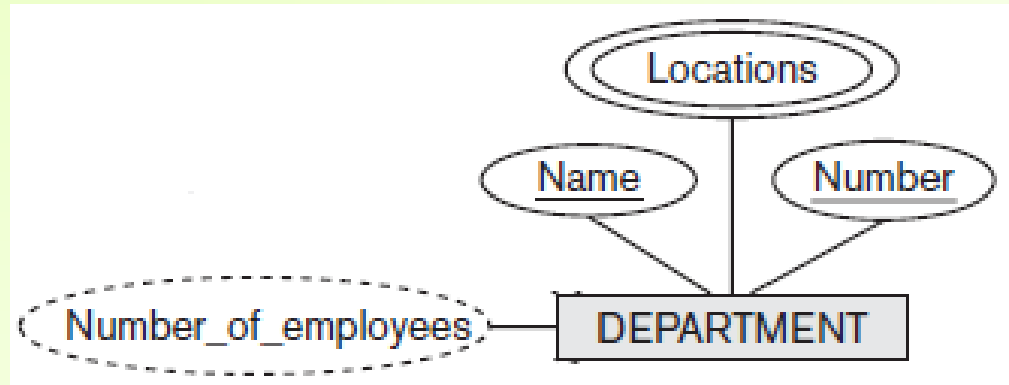 Locations
Name
Number
Number_of_employees
DEPARTMENT